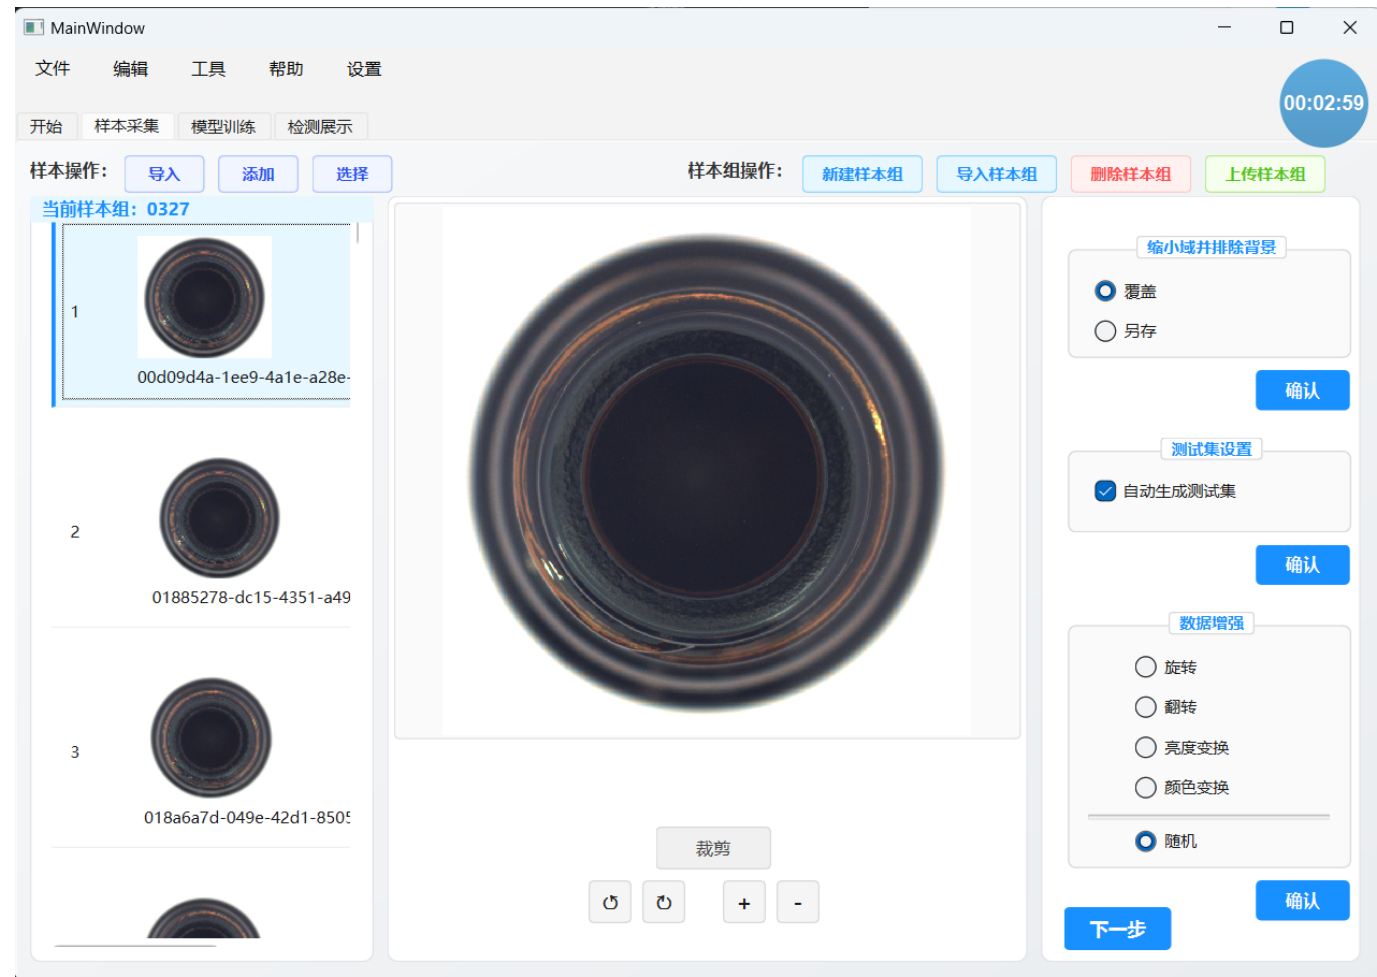 MainWindow
文件 编辑 工具 帮助 设置
00:02:59
开始 样本采集 模型训练 检测展示
样本操作: 导入 添加 选择 样本组操作: 新建样本组 导入样本组 删除样本组 上传样本组
当前样本组: 0327
1
00d09d4a-1ee9-4a1e-a28e-
2
01885278-dc15-4351-a49
3
018a6a7d-049e-42d1-8505
裁剪
+ -
缩小域并排除背景
覆盖
另存
确认
测试集设置
自动生成测试集
确认
数据增强
旋转
翻转
亮度变换
颜色变换
随机
确认
下一步